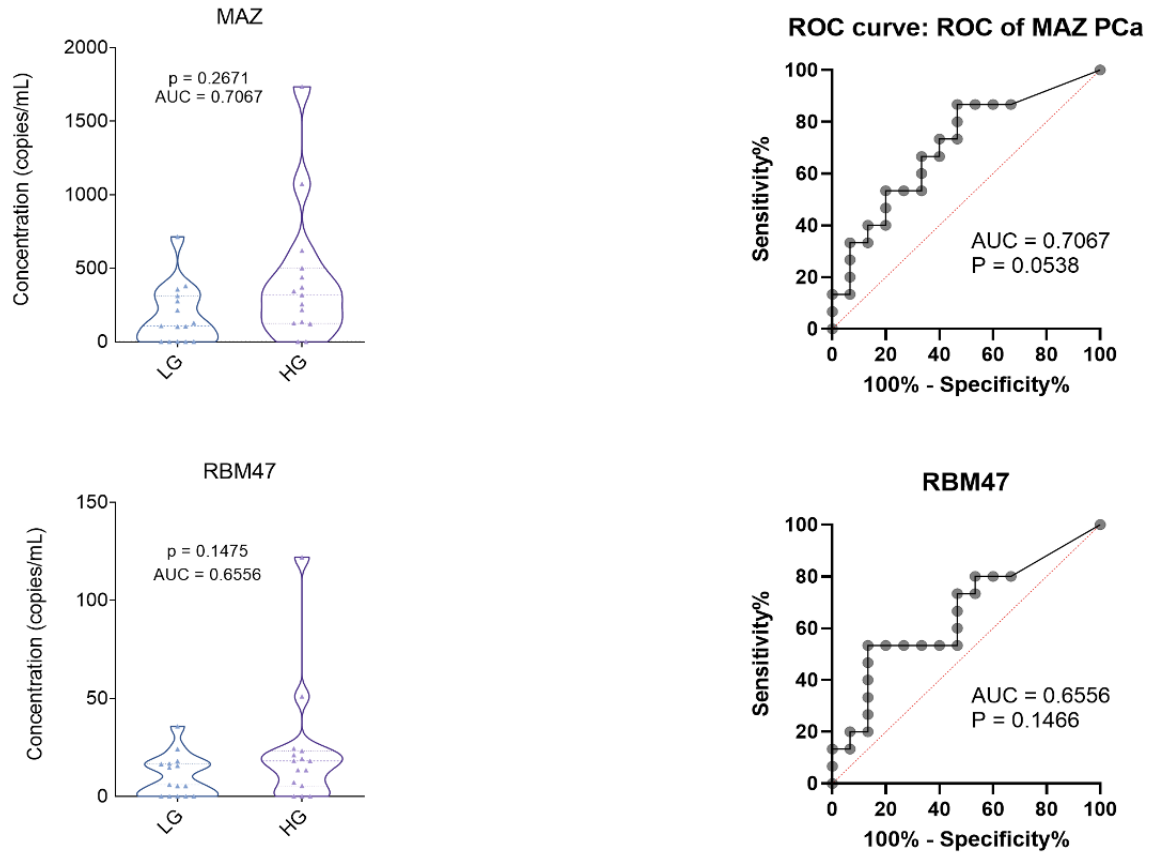 MAZ
Concentration (copies/mL)
2000
1500
1000
500
0
p = 0.2671
AUC = 0.7067
LG
HG
ROC curve: ROC of MAZ PCa
Sensitivity%
100
80
60
40
20
0
AUC = 0.7067
P = 0.0538
0 20 40 60 80 100
100% - Specificity%
RBM47
Concentration (copies/mL)
150
100
50
0
p = 0.1475
AUC = 0.6556
LG
HG
RBM47
Sensitivity%
100
80
60
40
20
0
AUC = 0.6556
P = 0.1466
0 20 40 60 80 100
100% - Specificity%